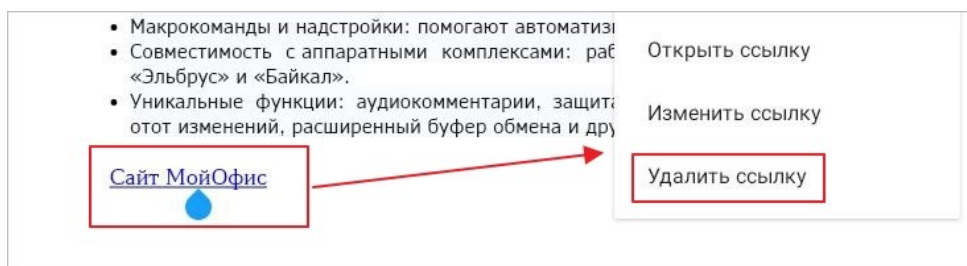 • Макрокоманды и надстройки: помогают автоматизи
• Совместимость с аппаратными комплексами: раб
«Эльбрус» и «Байкал».
• Уникальные функции: аудиокомментарии, защита
отот изменений, расширенный буфер обмена и дру
Сайт МойОфис
Открыть ссылку
Изменить ссылку
Удалить ссылку